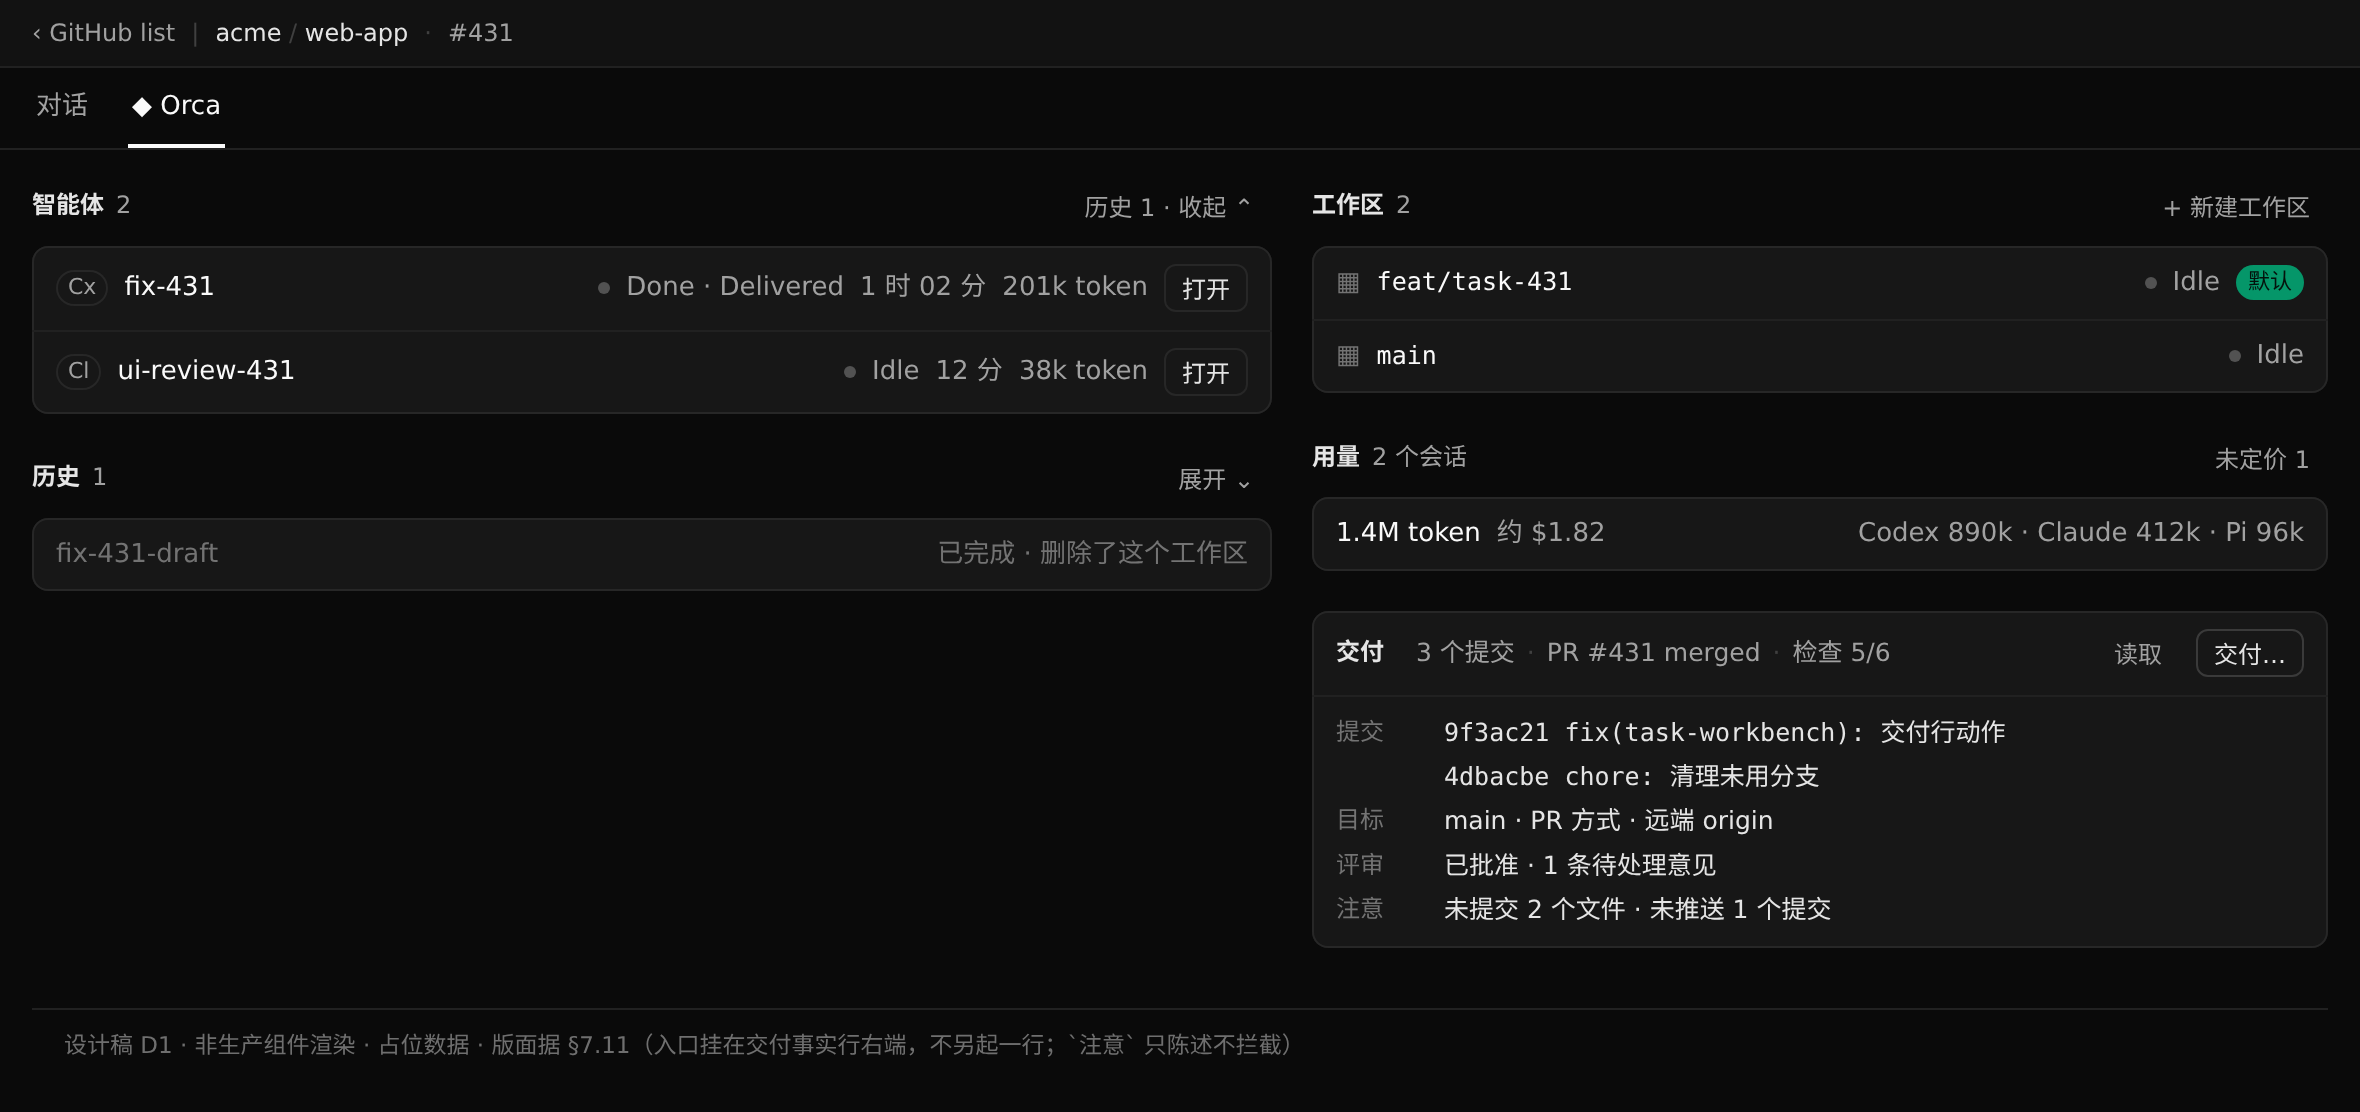 ‹ GitHub list | acme / web-app · #431
对话 ◆ Orca
智能体 2 历史 1 · 收起 ⌃
Cx fix-431 Done · Delivered 1 时 02 分 201k token 打开
Cl ui-review-431 Idle 12 分 38k token 打开
历史 1 展开 ⌄
fix-431-draft 已完成 · 删除了这个工作区
工作区 2 + 新建工作区
feat/task-431 Idle 默认
main Idle
用量 2 个会话 未定价 1
1.4M token 约 $1.82 Codex 890k · Claude 412k · Pi 96k
交付 3 个提交 · PR #431 merged · 检查 5/6 读取 交付…
提交 9f3ac21 fix(task-workbench): 交付行动作
4dbacbe chore: 清理未用分支
目标 main · PR 方式 · 远端 origin
评审 已批准 · 1 条待处理意见
注意 未提交 2 个文件 · 未推送 1 个提交
设计稿 D1 · 非生产组件渲染 · 占位数据 · 版面据 §7.11（入口挂在交付事实行右端，不另起一行；`注意` 只陈述不拦截）